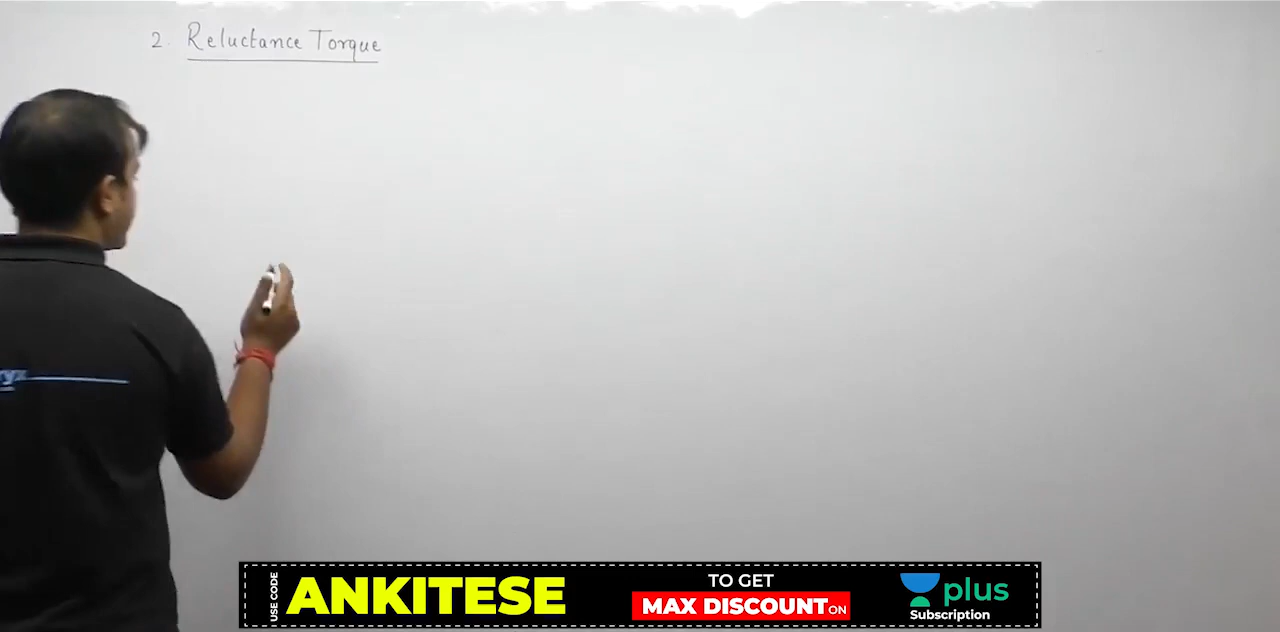 2. Reluctance Torque
USE CODE
ANKITESE
TO GET
MAX DISCOUNT ON
plus
Subscription